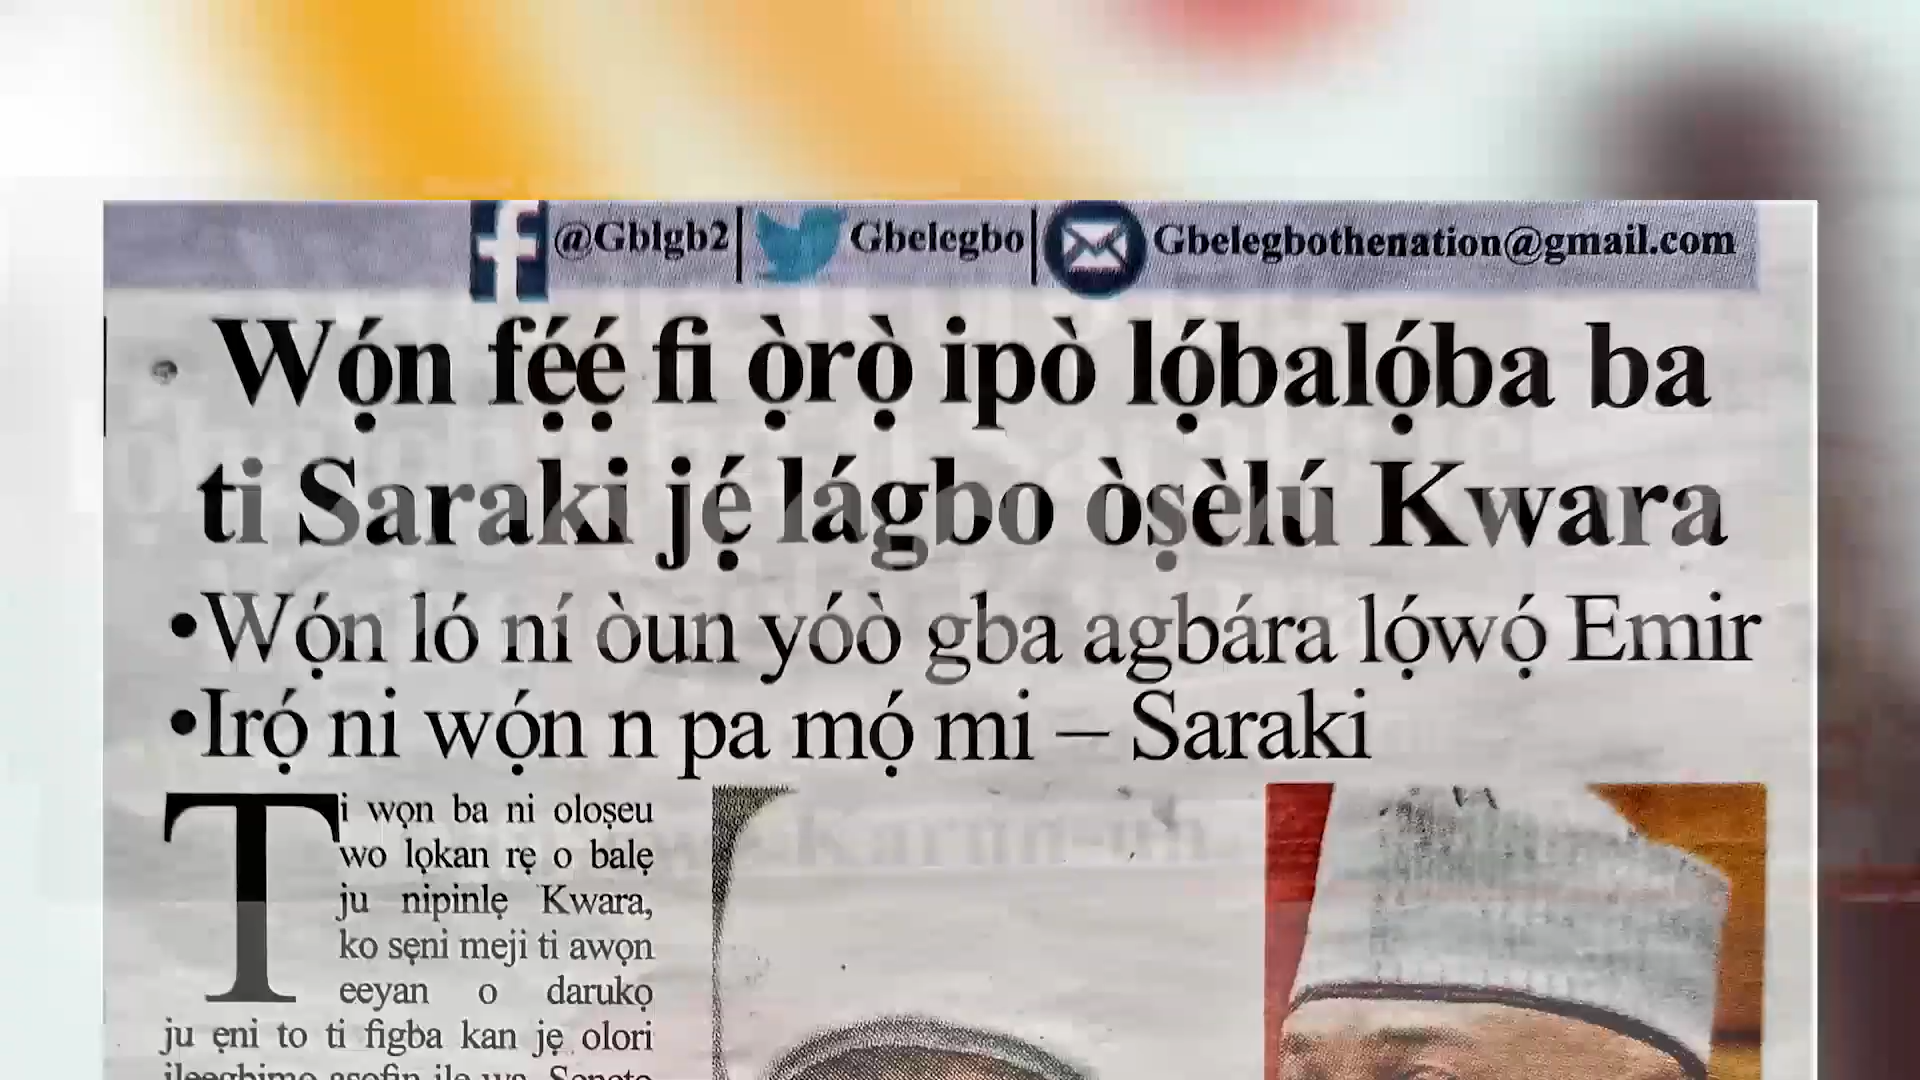 @Gblgb2 | Gbelegbo | Gbelegbothenation@gmail.com
Wọ́n fẹ́ẹ́ fi ọ̀rọ̀ ipò lọ́balọ́ba ba
ti Saraki jẹ́ lágbo òṣèlú Kwara
•Wọ́n ló ní òun yóò gba agbára lọ́wọ́ Emir
•Irọ́ ni wọ́n n pa mọ́ mi – Saraki
Ti wọn ba ni oloṣeu
wo lọkan rẹ o balẹ
ju nipinlẹ Kwara,
ko sẹni meji ti awọn
eeyan o darukọ
ju ẹni to ti figba kan jẹ olori